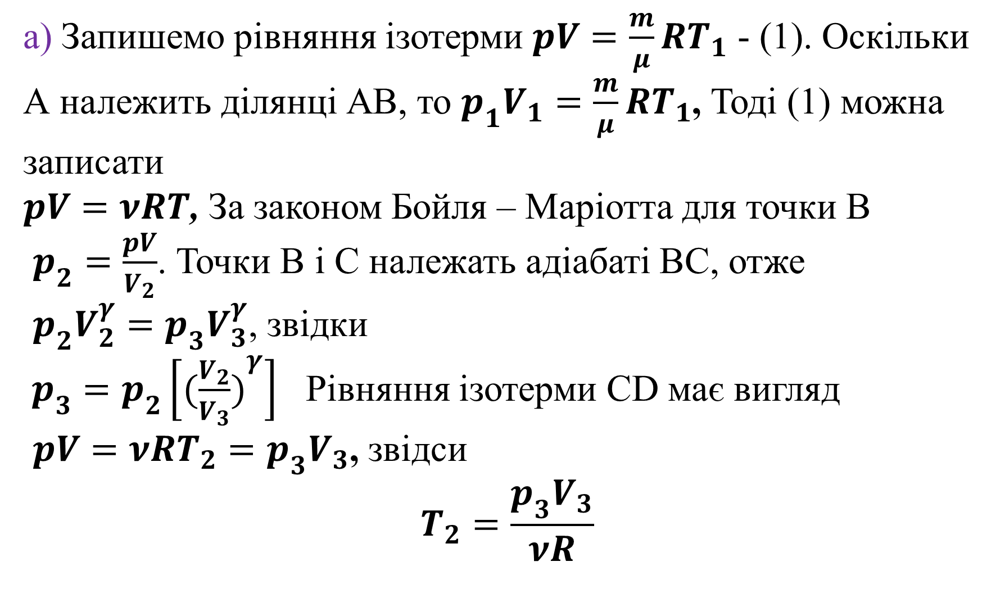 а) Запишемо рівняння ізотерми $pV = \frac{m}{\mu} RT_1$ - (1). Оскільки
А належить ділянці АВ, то $p_1V_1 = \frac{m}{\mu} RT_1$, Тоді (1) можна
записати
$pV = \nu RT$, За законом Бойля – Маріотта для точки В
$p_2 = \frac{pV}{V_2}$. Точки В і С належать адіабаті ВС, отже
$p_2V_2^{\gamma} = p_3V_3^{\gamma}$, звідки
$p_3 = p_2 \left[(\frac{V_2}{V_3})^{\gamma}\right]$ Рівняння ізотерми CD має вигляд
$pV = \nu RT_2 = p_3V_3$, звідси
$T_2 = \frac{p_3V_3}{\nu R}$